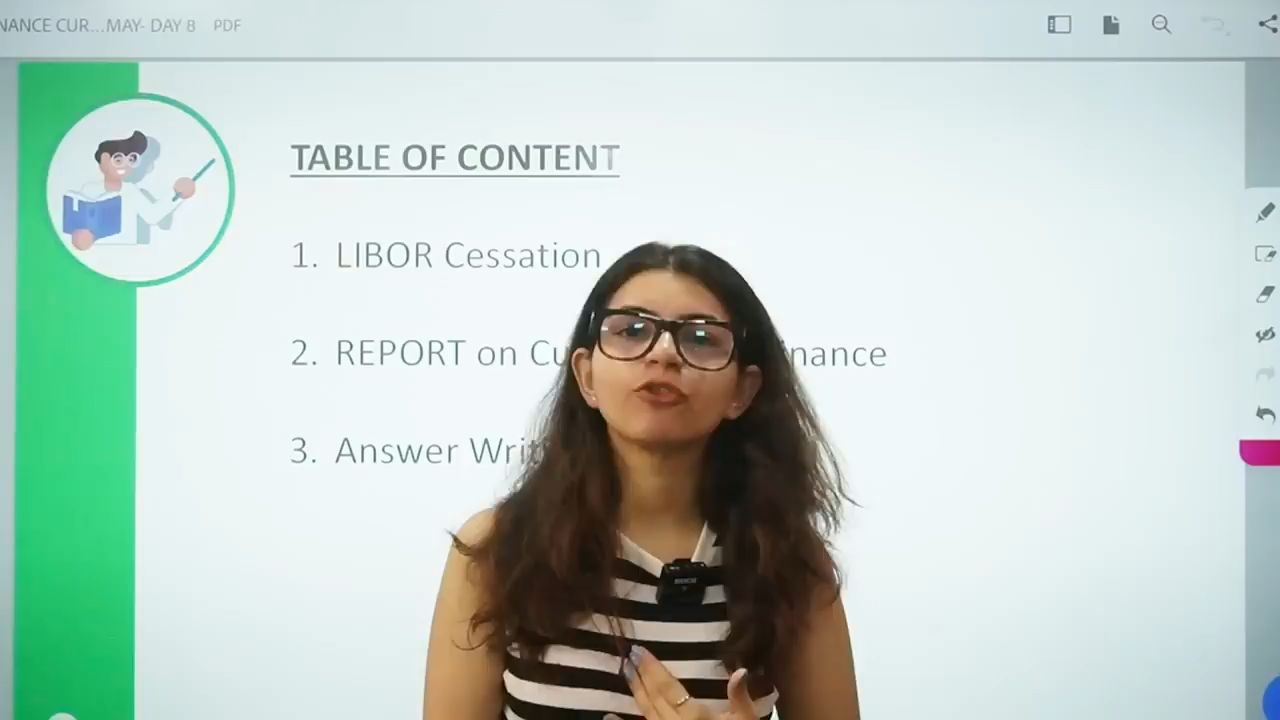 NANCE CUR...MAY- DAY 8 PDF
TABLE OF CONTENT
1. LIBOR Cessation
2. REPORT on Cu nance
3. Answer Writ